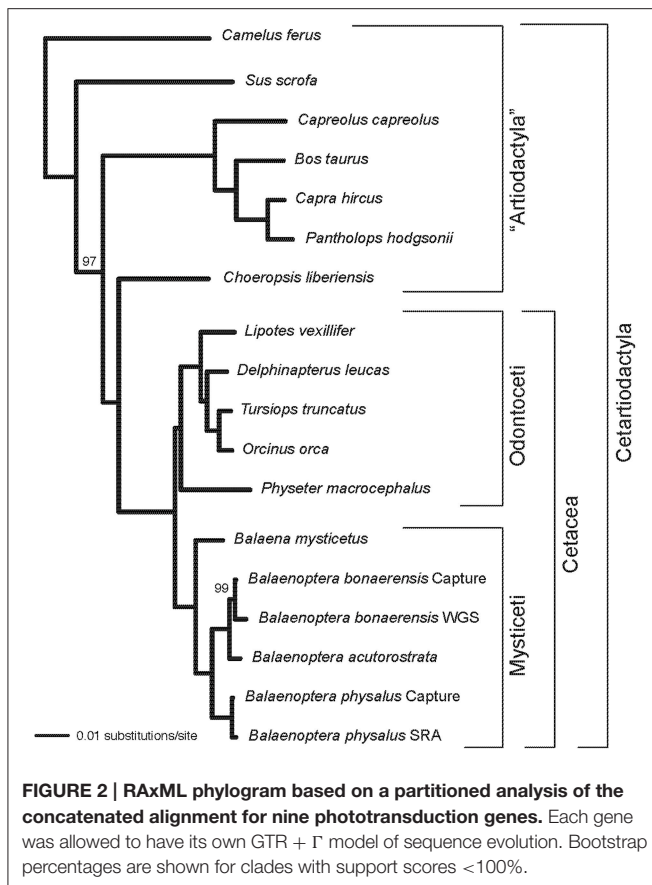 Camelus ferus
Sus scrofa
Capreolus capreolus
Bos taurus
Capra hircus
Pantholops hodgsonii
97
Choeropsis liberiensis
Lipotes vexillifer
Delphinapterus leucas
Tursiops truncatus
Orcinus orca
Physeter macrocephalus
Balaena mysticetus
99
Balaenoptera bonaerensis Capture
Balaenoptera bonaerensis WGS
Balaenoptera acutorostrata
Balaenoptera physalus Capture
Balaenoptera physalus SRA
0.01 substitutions/site
"Artiodactyla"
Odontoceti
Mysticeti
Cetacea
Cetartiodactyla
FIGURE 2 | RAxML phylogram based on a partitioned analysis of the
concatenated alignment for nine phototransduction genes. Each gene
was allowed to have its own GTR + Γ model of sequence evolution. Bootstrap
percentages are shown for clades with support scores <100%.